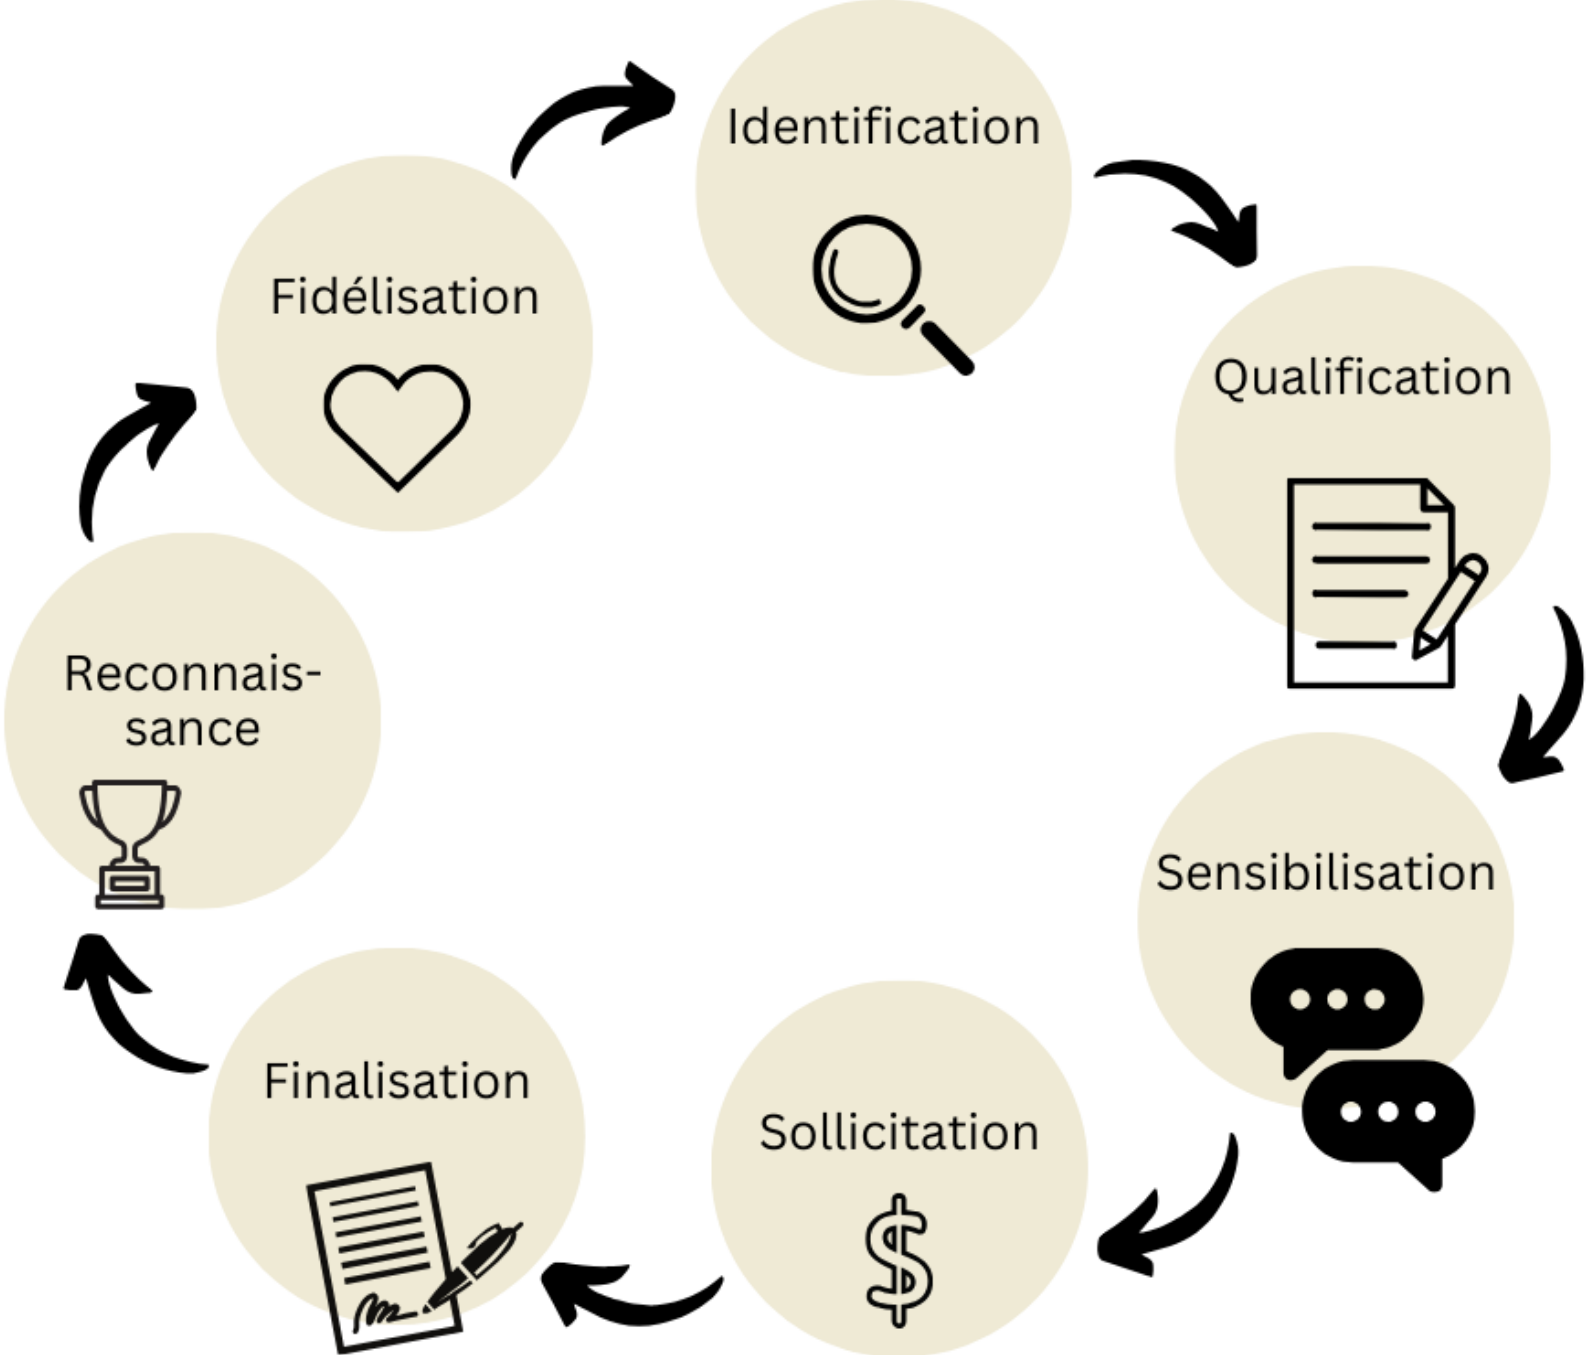 Identification
Qualification
Sensibilisation
Sollicitation
Finalisation
Reconnais-
sance
Fidélisation